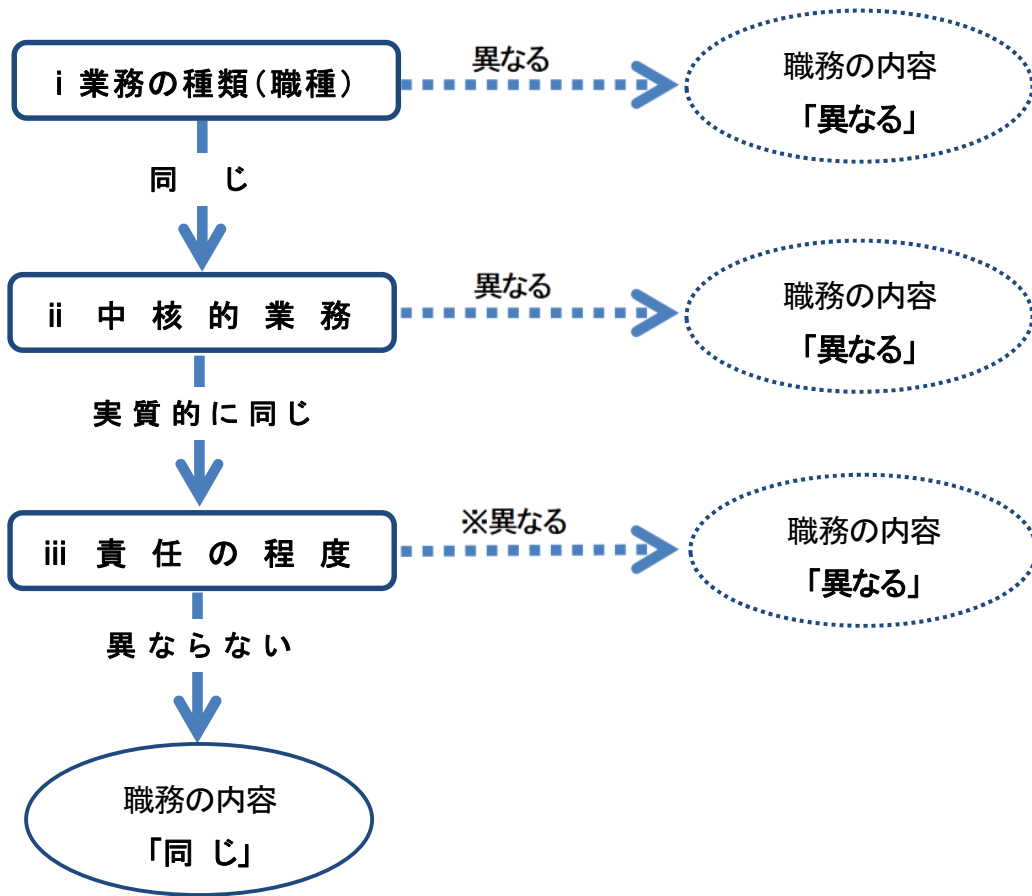 ⅰ 業務の種類(職種)
異なる
職務の内容
「異なる」
同 じ
ⅱ 中核的業務
異なる
職務の内容
「異なる」
実質的に同じ
ⅲ 責任の程度
※異なる
職務の内容
「異なる」
異ならない
職務の内容
「同 じ」